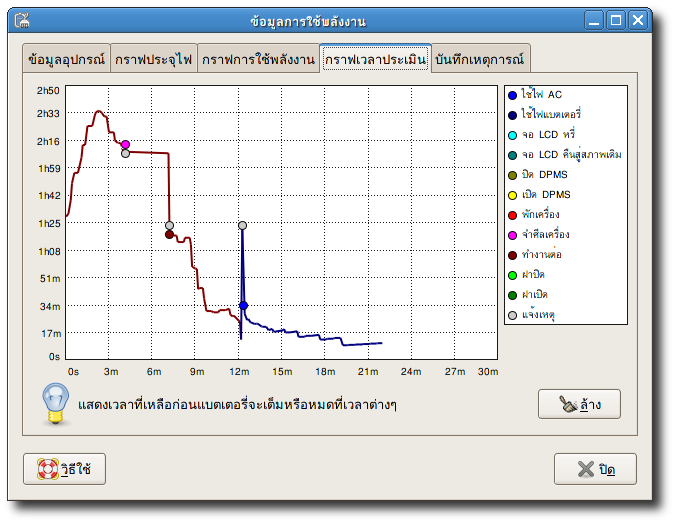 ข้อมูลการใช้พลังงาน
ข้อมูลอุปกรณ์ กราฟประจุไฟ กราฟการใช้พลังงาน กราฟเวลาประเมิน บันทึกเหตุการณ์
2h50
2h33
2h16
1h59
1h42
1h25
1h08
51m
34m
17m
0s
0s 3m 6m 9m 12m 15m 18m 21m 24m 27m 30m
ใช้ไฟ AC
ใช้ไฟแบตเตอรี่
จอ LCD หรี่
จอ LCD คืนสู่สภาพเดิม
ปิด DPMS
เปิด DPMS
พักเครื่อง
จำศีลเครื่อง
ทำงานต่อ
ฝาปิด
ฝาเปิด
แจ้งเหตุ
แสดงเวลาที่เหลือก่อนแบตเตอรี่จะเต็มหรือหมดที่เวลาต่างๆ
ล้าง
วิธีใช้
ปิด